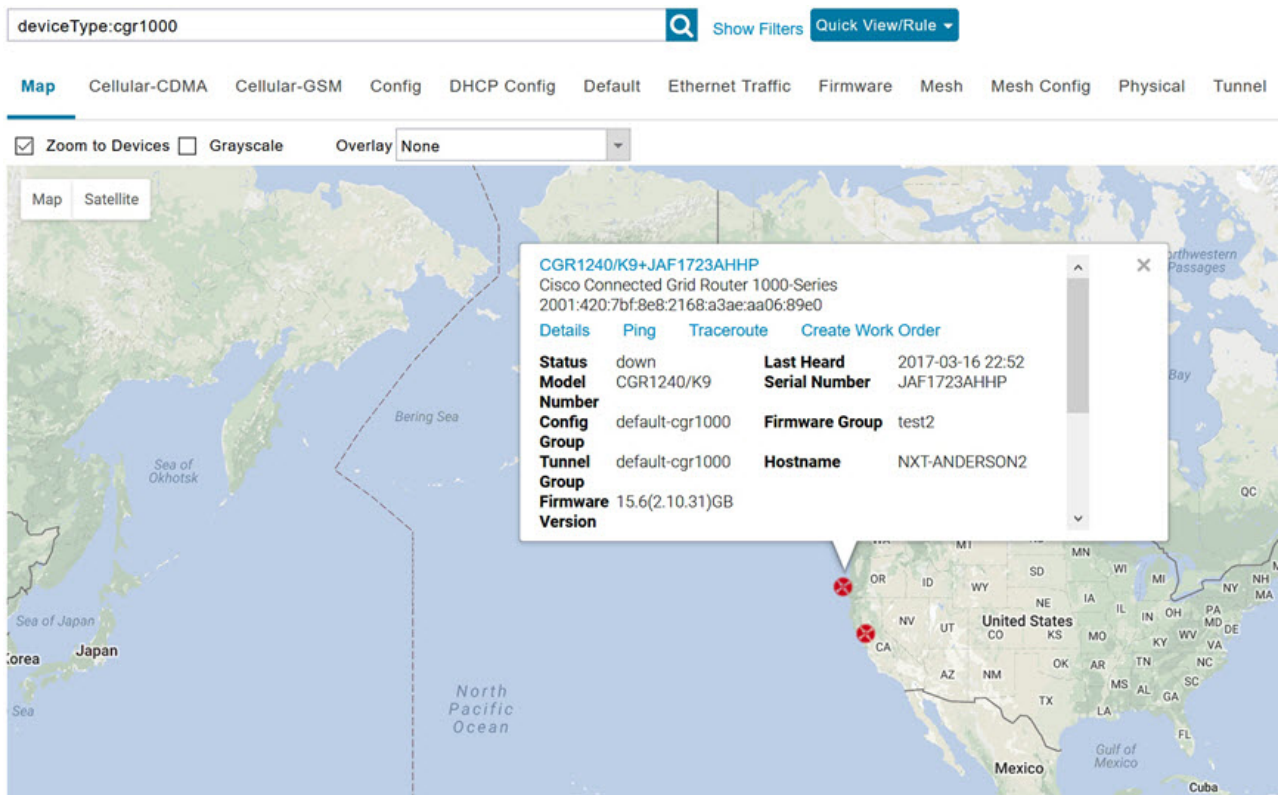 deviceType:cgr1000
Show Filters
Quick View/Rule
Map Cellular-CDMA Cellular-GSM Config DHCP Config Default Ethernet Traffic Firmware Mesh Mesh Config Physical Tunnel
Zoom to Devices Grayscale Overlay None
Map Satellite
CGR1240/K9+JAF1723AHHP
Cisco Connected Grid Router 1000-Series
2001:420:7bf:8e8:2168:a3ae:aa06:89e0
Details Ping Traceroute Create Work Order
Status down Last Heard 2017-03-16 22:52
Model Number CGR1240/K9 Serial Number JAF1723AHHP
Config Group default-cgr1000 Firmware Group test2
Tunnel Group default-cgr1000 Hostname NXT-ANDERSON2
Firmware Version 15.6(2.10.31)GB
Passages
Bay
Bering Sea
Sea of
Okhotsk
QC
MT
MN
OR ID WY SD WI MI NY NH
MA
NE IA IL IN OH PA
MD DE
NV UT United States
CO KS MO KY WV VA
CA
AZ NM OK AR TN NC
SC
MS AL GA
TX LA
FL
Sea of Japan
Japan
Sea
North
Pacific
Ocean
Gulf of
Mexico
Mexico
Cuba